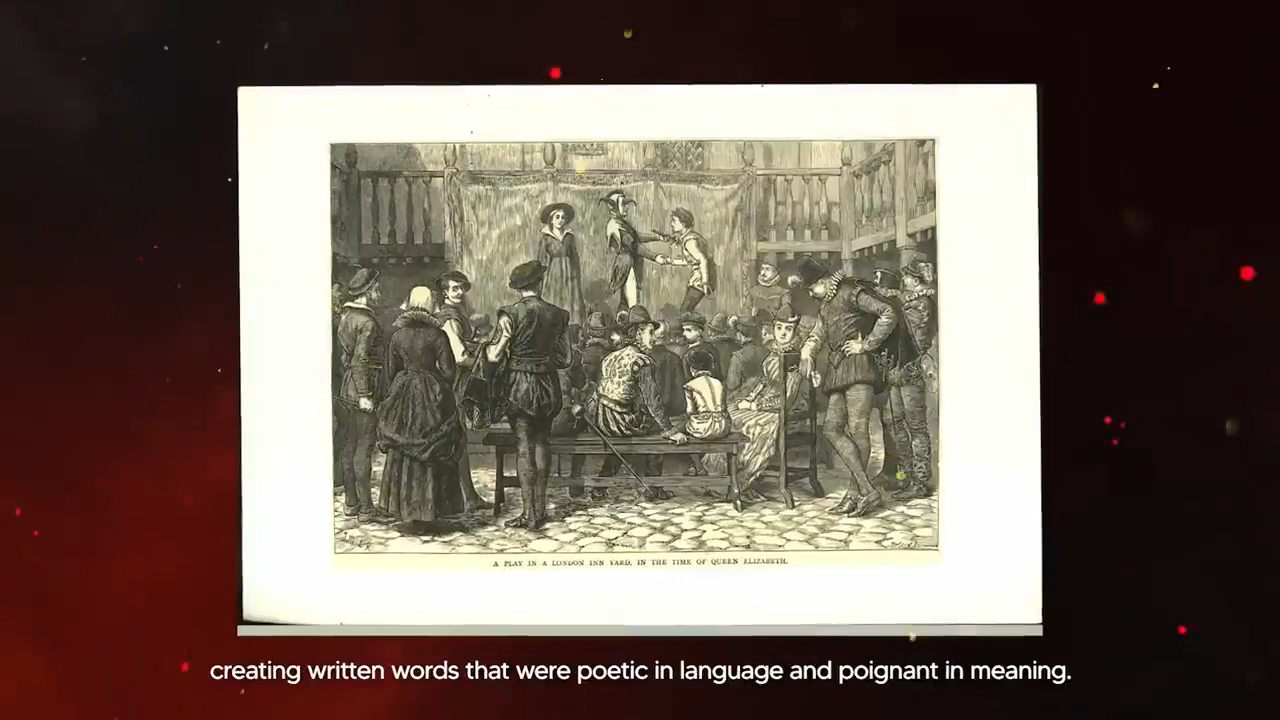 A PLAY IN A LONDON INN YARD, IN THE TIME OF QUEEN ELIZABETH.
creating written words that were poetic in language and poignant in meaning.